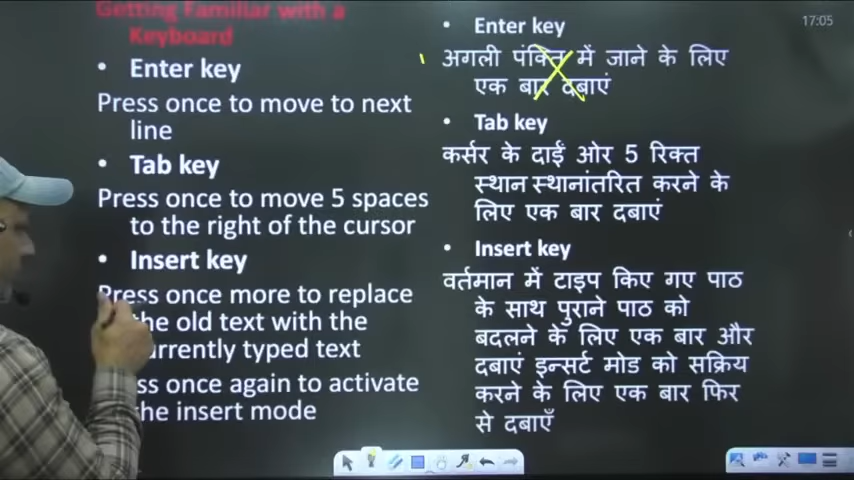 Getting Familiar with a
Keyboard
• Enter key
Press once to move to next
line
• Tab key
Press once to move 5 spaces
to the right of the cursor
• Insert key
Press once more to replace
the old text with the
urrently typed text
ss once again to activate
the insert mode
• Enter key
अगली पंक्ति में जाने के लिए
एक बार दबाएं
• Tab key
कर्सर के दाईं ओर 5 रिक्त
स्थान स्थानांतरित करने के
लिए एक बार दबाएं
• Insert key
वर्तमान में टाइप किए गए पाठ
के साथ पुराने पाठ को
बदलने के लिए एक बार और
दबाएं इन्सर्ट मोड को सक्रिय
करने के लिए एक बार फिर
से दबाएँ
17:05